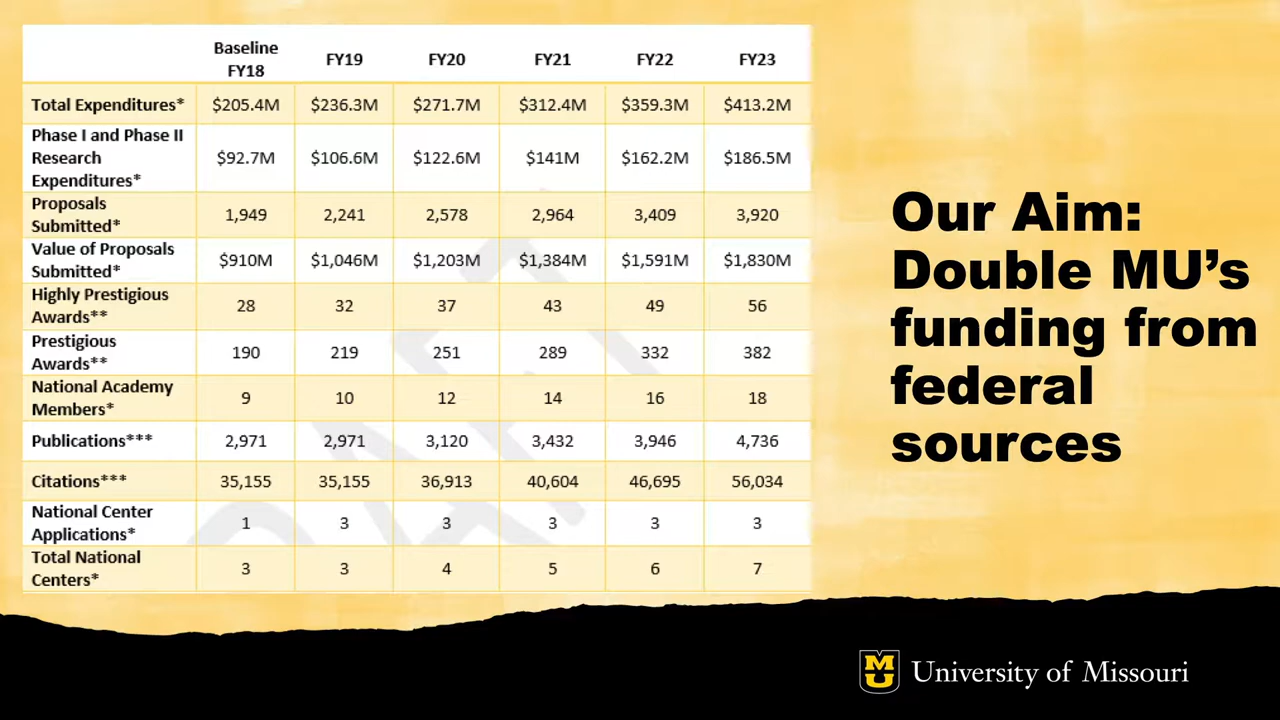 Baseline FY18 FY19 FY20 FY21 FY22 FY23
Total Expenditures* $205.4M $236.3M $271.7M $312.4M $359.3M $413.2M
Phase I and Phase II
Research
Expenditures* $92.7M $106.6M $122.6M $141M $162.2M $186.5M
Proposals
Submitted* 1,949 2,241 2,578 2,964 3,409 3,920
Value of Proposals
Submitted* $910M $1,046M $1,203M $1,384M $1,591M $1,830M
Highly Prestigious
Awards** 28 32 37 43 49 56
Prestigious
Awards** 190 219 251 289 332 382
National Academy
Members* 9 10 12 14 16 18
Publications*** 2,971 2,971 3,120 3,432 3,946 4,736
Citations*** 35,155 35,155 36,913 40,604 46,695 56,034
National Center
Applications* 1 3 3 3 3 3
Total National
Centers* 3 3 4 5 6 7
DRAFT
Our Aim:
Double MU’s
funding from
federal
sources
MU
University of Missouri